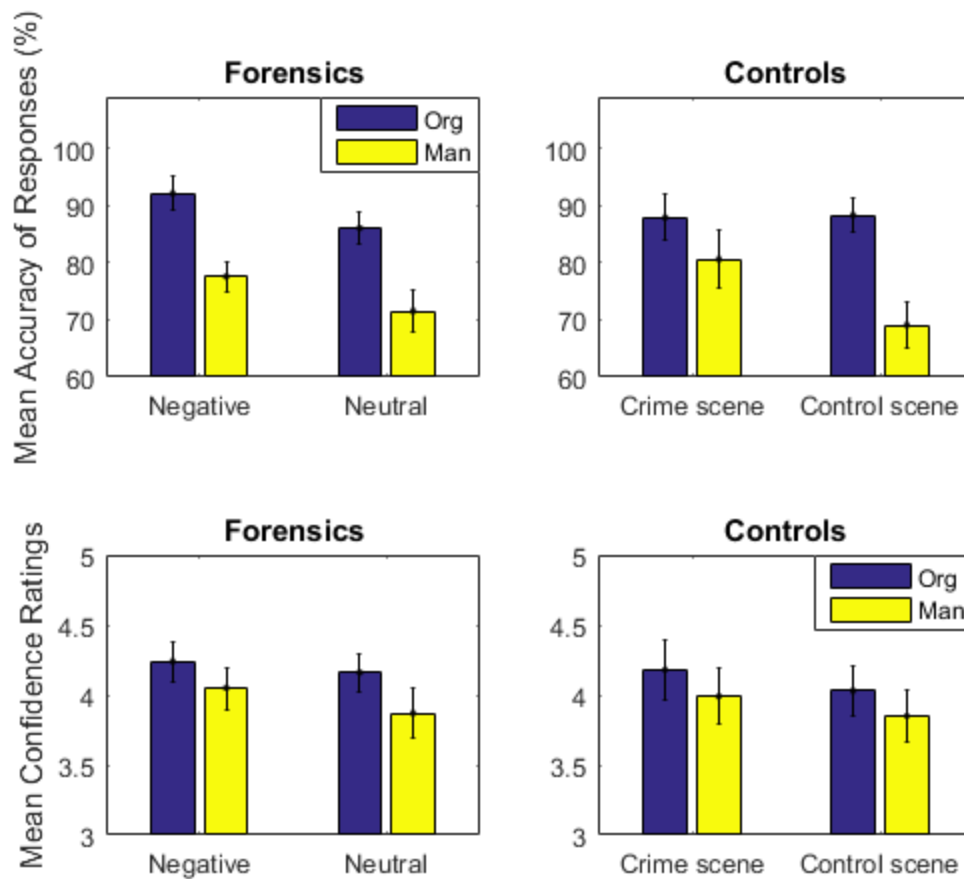 Mean Accuracy of Responses (%)
Forensics
Org
Man
100
90
80
70
60
Negative Neutral
Controls
100
90
80
70
60
Crime scene Control scene
Mean Confidence Ratings
Forensics
5
4.5
4
3.5
3
Negative Neutral
Controls
Org
Man
5
4.5
4
3.5
3
Crime scene Control scene